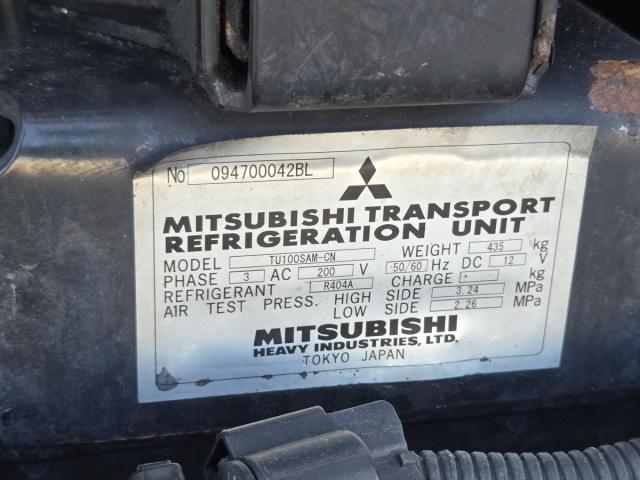 No 094700042BL
MITSUBISHI TRANSPORT
REFRIGERATION UNIT
MODEL TU100SAM-CN WEIGHT 435 kg
PHASE 3 AC 200 V 50/60 Hz DC 12 V
REFRIGERANT R404A CHARGE kg
AIR TEST PRESS. HIGH SIDE 3.24 MPa
LOW SIDE 2.26 MPa
MITSUBISHI
HEAVY INDUSTRIES, LTD.
TOKYO JAPAN